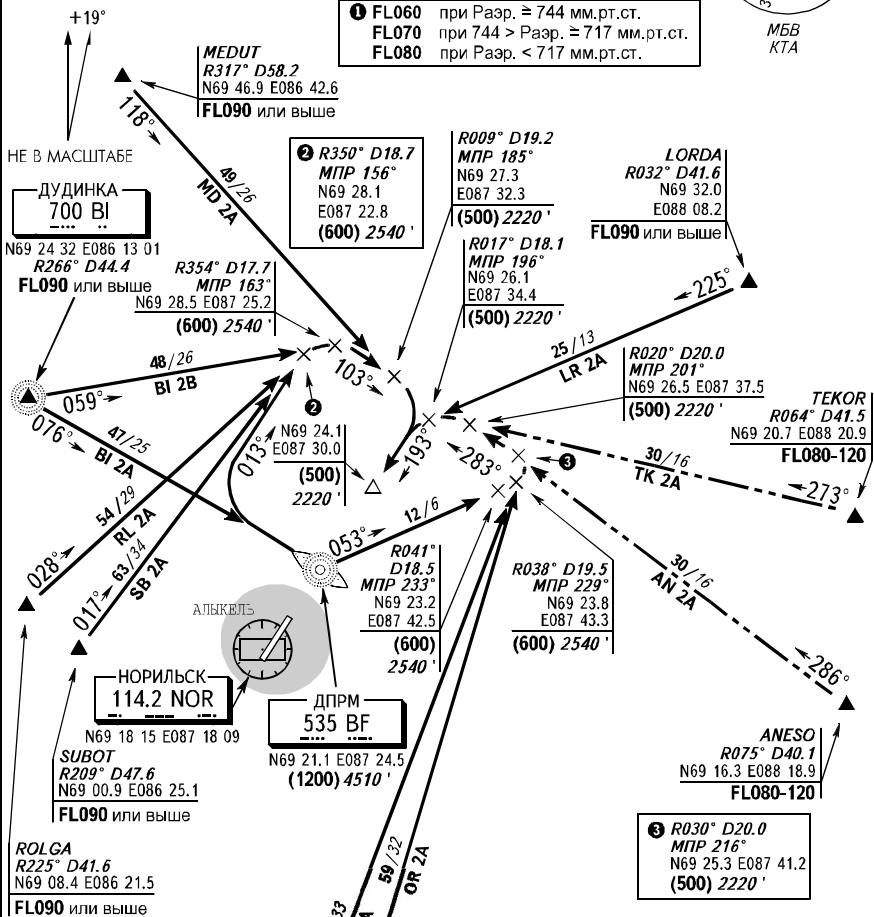 +19°
❶ FL060 при Pаэр. ≥ 744 мм.рт.ст.
FL070 при 744 > Pаэр. ≥ 717 мм.рт.ст.
FL080 при Pаэр. < 717 мм.рт.ст.
МБВ
КТА
MEDUT
R317° D58.2
N69 46.9 E086 42.6
FL090 или выше
118°
НЕ В МАСШТАБЕ
49/26
MD 2A
❷ R350° D18.7
МПР 156°
N69 28.1
E087 22.8
(600) 2540 '
R009° D19.2
МПР 185°
N69 27.3
E087 32.3
(500) 2220 '
LORDA
R032° D41.6
N69 32.0
E088 08.2
FL090 или выше
ДУДИНКА
700 BI
N69 24 32 E086 13 01
R266° D44.4
FL090 или выше
R354° D17.7
МПР 163°
N69 28.5 E087 25.2
(600) 2540 '
R017° D18.1
МПР 196°
N69 26.1
E087 34.4
(500) 2220 '
225°
25/13
LR 2A
48/26
BI 2B
059°
103°
R020° D20.0
МПР 201°
N69 26.5 E087 37.5
(500) 2220 '
TEKOR
R064° D41.5
N69 20.7 E088 20.9
FL080-120
❷
076°
47/25
BI 2A
013°
N69 24.1
E087 30.0
(500)
2220 '
193°
283°
❸
30/16
TK 2A
273°
54/29
RL 2A
028°
63/34
SB 2A
017°
053°
12/6
R041°
D18.5
МПР 233°
N69 23.2
E087 42.5
(600)
2540 '
R038° D19.5
МПР 229°
N69 23.8
E087 43.3
(600) 2540 '
30/16
AN 2A
286°
АЛЫКЕЛЬ
НОРИЛЬСК
114.2 NOR
N69 18 15 E087 18 09
ДПРМ
535 BF
N69 21.1 E087 24.5
(1200) 4510 '
SUBOT
R209° D47.6
N69 00.9 E086 25.1
FL090 или выше
ANESO
R075° D40.1
N69 16.3 E088 18.9
FL080-120
ROLGA
R225° D41.6
N69 08.4 E086 21.5
FL090 или выше
59/32
OR 2A
33
❸ R030° D20.0
МПР 216°
N69 25.3 E087 41.2
(500) 2220 '